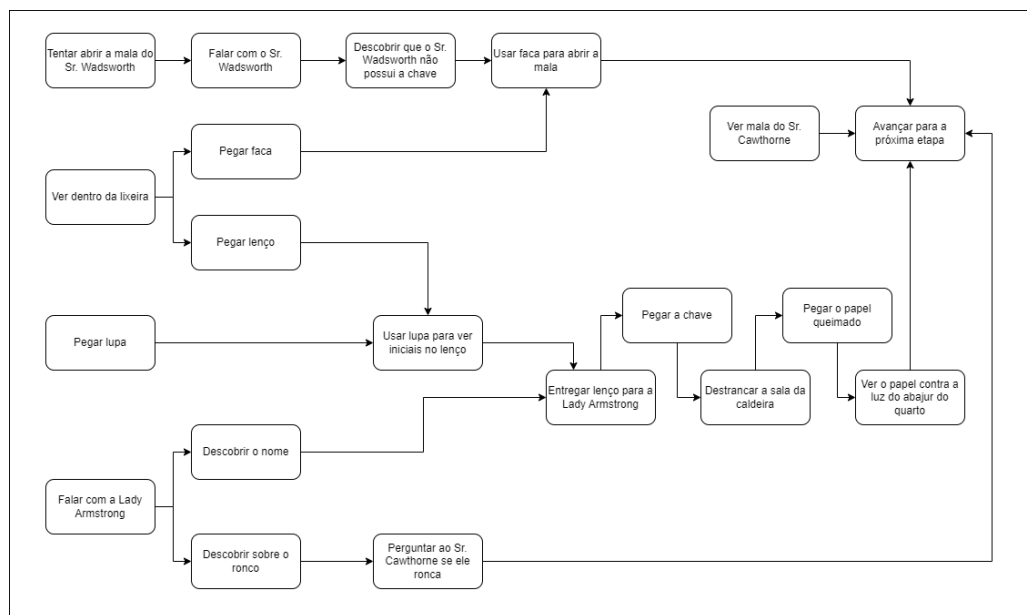 Tentar abrir a mala do
Sr. Wadsworth
Falar com o Sr.
Wadsworth
Descobrir que o Sr.
Wadsworth não
possui a chave
Usar faca para abrir a
mala
Ver mala do Sr.
Cawthorne
Avançar para a
próxima etapa
Pegar faca
Ver dentro da lixeira
Pegar lenço
Pegar a chave
Pegar o papel
queimado
Pegar lupa
Usar lupa para ver
iniciais no lenço
Entregar lenço para a
Lady Armstrong
Destrancar a sala da
caldeira
Ver o papel contra a
luz do abajur do
quarto
Descobrir o nome
Falar com a Lady
Armstrong
Descobrir sobre o
ronco
Perguntar ao Sr.
Cawthorne se ele
ronca